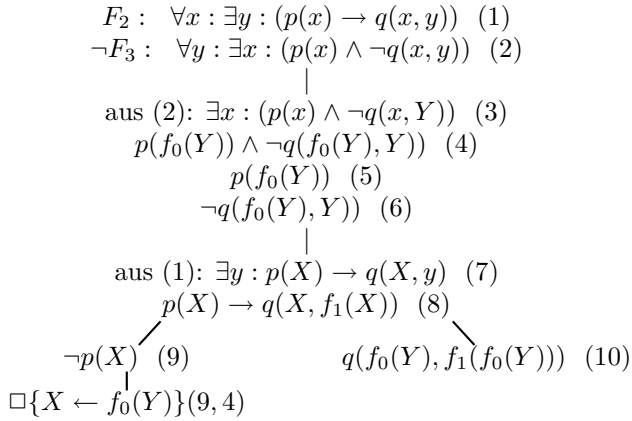 F₂ : ∀x : ∃y : (p(x) → q(x, y)) (1)
¬F₃ : ∀y : ∃x : (p(x) ∧ ¬q(x, y)) (2)
aus (2): ∃x : (p(x) ∧ ¬q(x, Y)) (3)
p(f₀(Y)) ∧ ¬q(f₀(Y), Y)) (4)
p(f₀(Y)) (5)
¬q(f₀(Y), Y)) (6)
aus (1): ∃y : p(X) → q(X, y) (7)
p(X) → q(X, f₁(X)) (8)
¬p(X) (9) q(f₀(Y), f₁(f₀(Y))) (10)
□{X ← f₀(Y)}(9, 4)